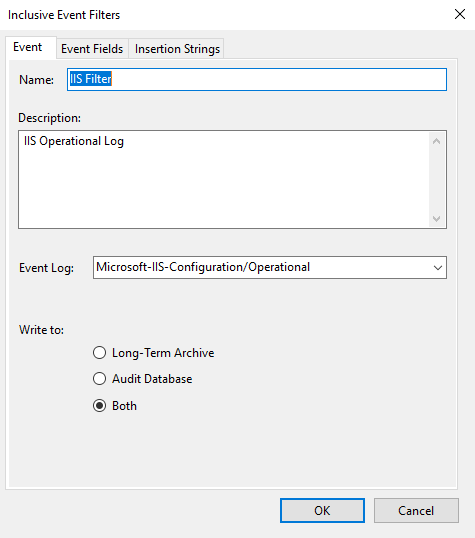 Inclusive Event Filters
Event Event Fields Insertion Strings
Name: IIS Filter
Description:
IIS Operational Log
Event Log: Microsoft-IIS-Configuration/Operational
Write to:
Long-Term Archive
Audit Database
Both
OK Cancel